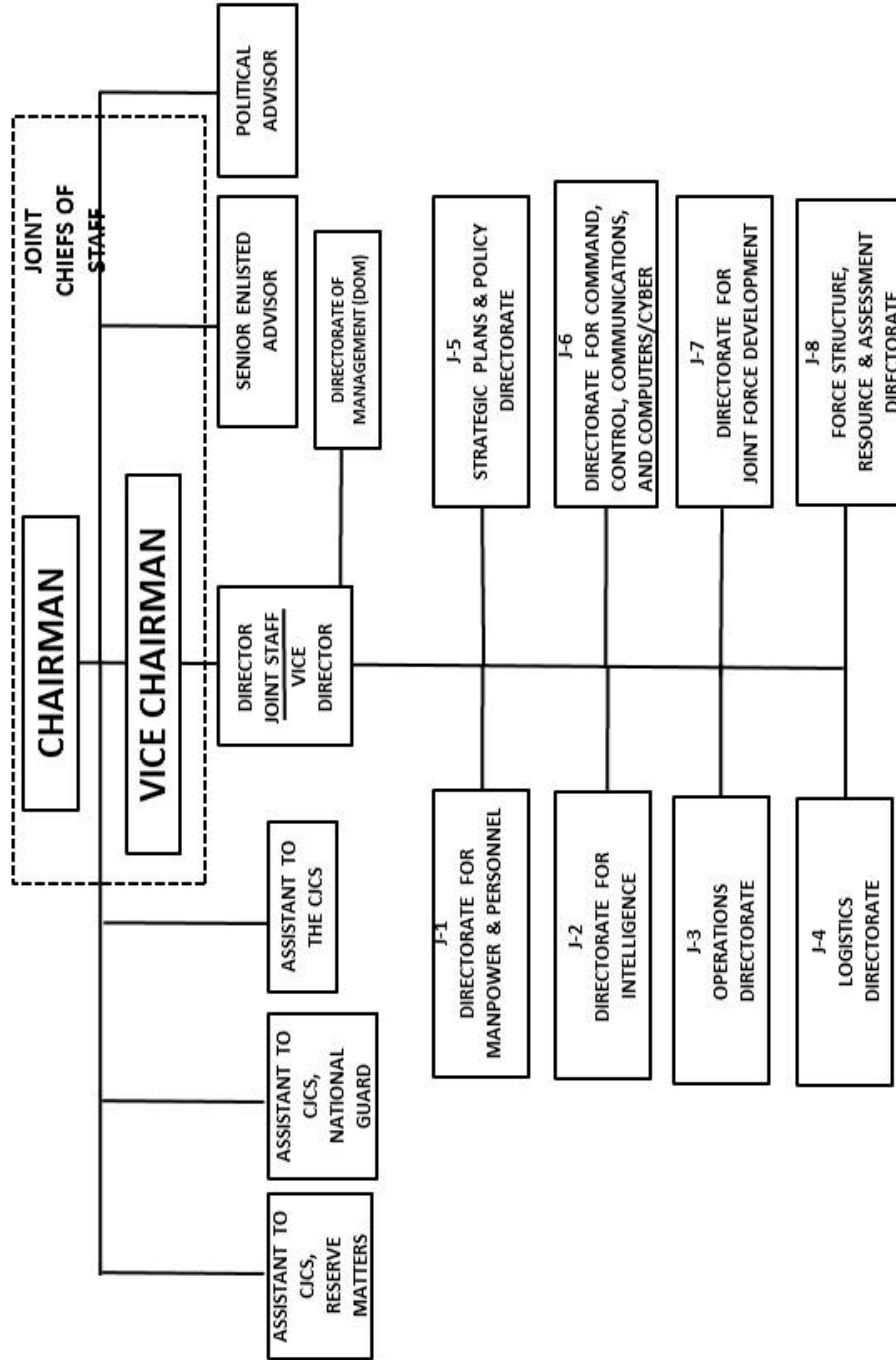 JOINT
CHIEFS OF
STAFF
CHAIRMAN
VICE CHAIRMAN
ASSISTANT TO
CJCS,
RESERVE
MATTERS
ASSISTANT TO
CJCS,
NATIONAL
GUARD
ASSISTANT TO
THE CJCS
DIRECTOR
JOINT STAFF
VICE
DIRECTOR
SENIOR ENLISTED
ADVISOR
POLITICAL
ADVISOR
DIRECTORATE OF
MANAGEMENT (DOM)
J-1
DIRECTORATE FOR
MANPOWER & PERSONNEL
J-2
DIRECTORATE FOR
INTELLIGENCE
J-3
OPERATIONS
DIRECTORATE
J-4
LOGISTICS
DIRECTORATE
J-5
STRATEGIC PLANS & POLICY
DIRECTORATE
J-6
DIRECTORATE FOR COMMAND,
CONTROL, COMMUNICATIONS,
AND COMPUTERS/CYBER
J-7
DIRECTORATE FOR
JOINT FORCE DEVELOPMENT
J-8
FORCE STRUCTURE,
RESOURCE & ASSESSMENT
DIRECTORATE